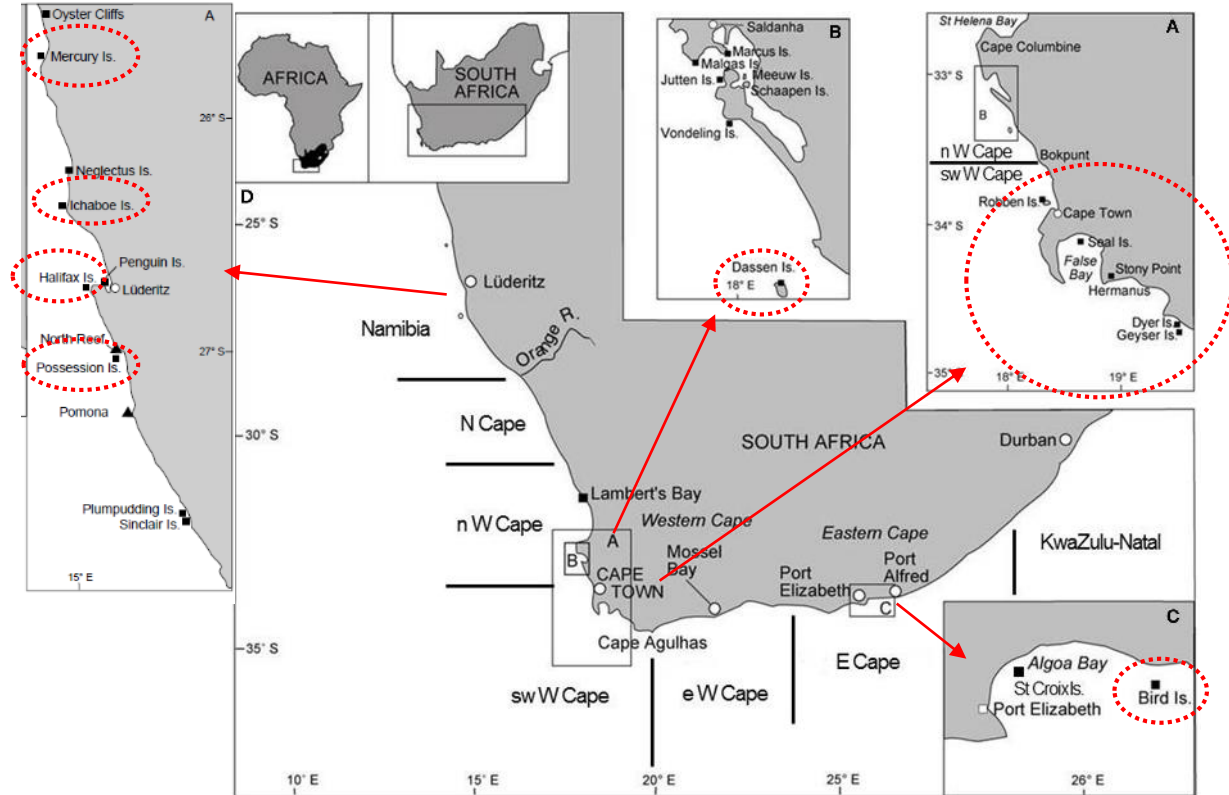 Oyster Cliffs
A
Mercury Is.
26° S
Neglectus Is.
Ichaboe Is.
Penguin Is.
Halifax Is.
Lüderitz
North Reef
27° S
Possession Is.
Pomona
Plumpudding Is.
Sinclair Is.
15° E
AFRICA
SOUTH
AFRICA
D
25° S
30° S
35° S
Lüderitz
Namibia
Orange R.
N Cape
n W Cape
Lambert's Bay
SOUTH AFRICA
Durban
Western Cape
Eastern Cape
KwaZulu-Natal
A
B
CAPE
TOWN
Mossel
Bay
Port
Elizabeth
Port
Alfred
C
Cape Agulhas
sw W Cape
e W Cape
E Cape
10° E
15° E
20° E
25° E
B
Saldanha
Marcus Is.
Malgas Is.
Meeuw Is.
Jutten Is.
Schaapen Is.
Vondeling Is.
Dassen Is.
18° E
A
St Helena Bay
Cape Columbine
33° S
B
n W Cape
Bokpunt
sw W Cape
Robben Is.
Cape Town
34° S
Seal Is.
False
Bay
Stony Point
Hermanus
Dyer Is.
Geyser Is.
35° S
18° E
19° E
C
Algoa Bay
St Croix Is.
Bird Is.
Port Elizabeth
26° E